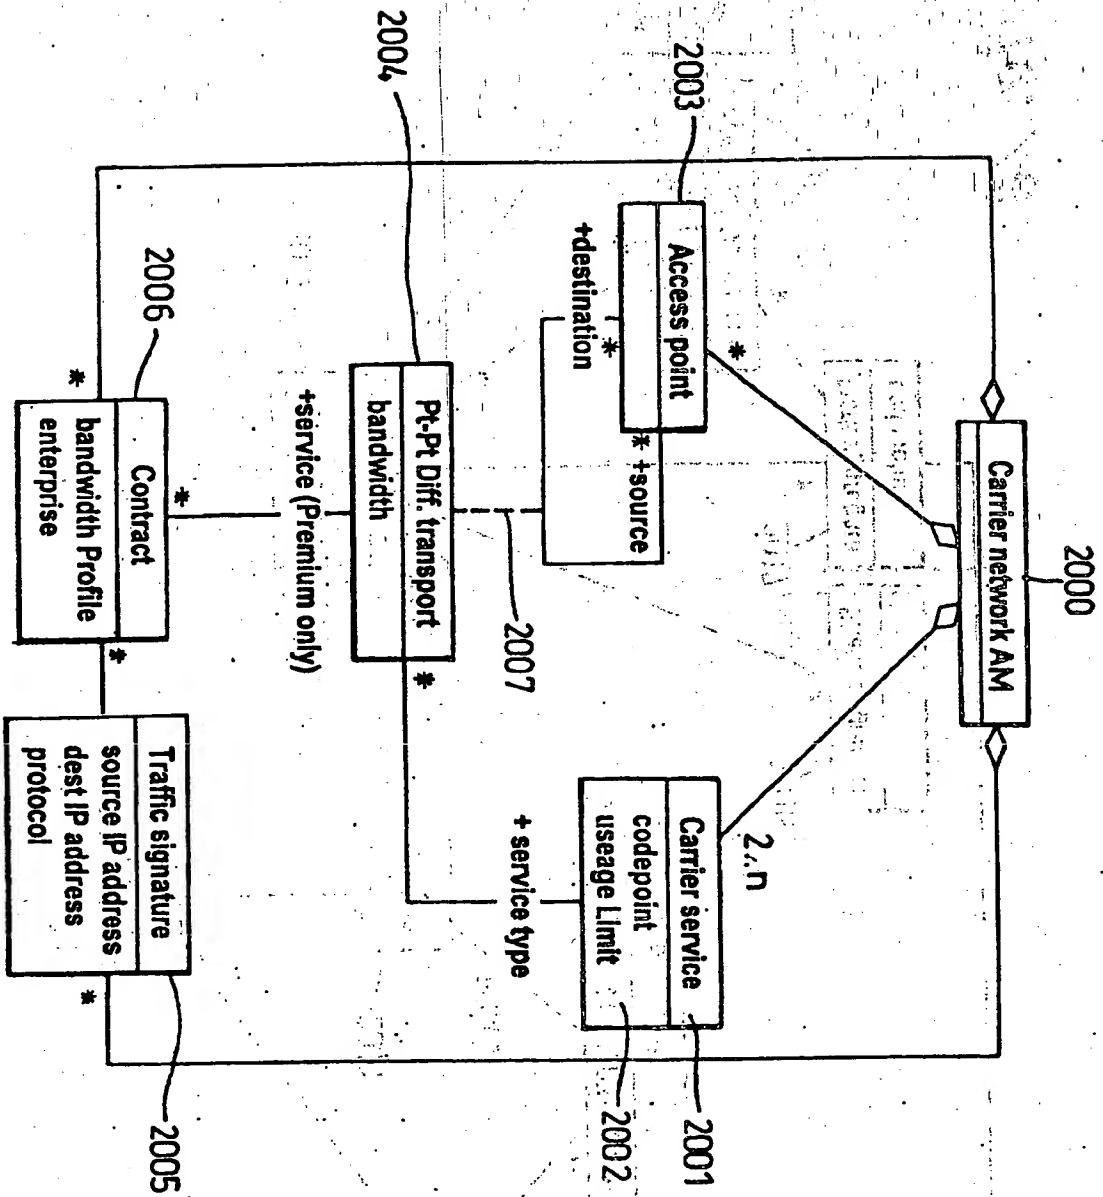 2000
Carrier network AM
2003
Access point
*
* +source
+destination
*
2..n
Carrier service
codepoint
useage Limit
2001
2002
2007
+ service type
2004
Pt-Pt Diff. transport
bandwidth
*
+service (Premium only)
2006
*
Contract
bandwidth Profile
enterprise
*
*
Traffic signature
source IP address
dest IP address
protocol
*
2005